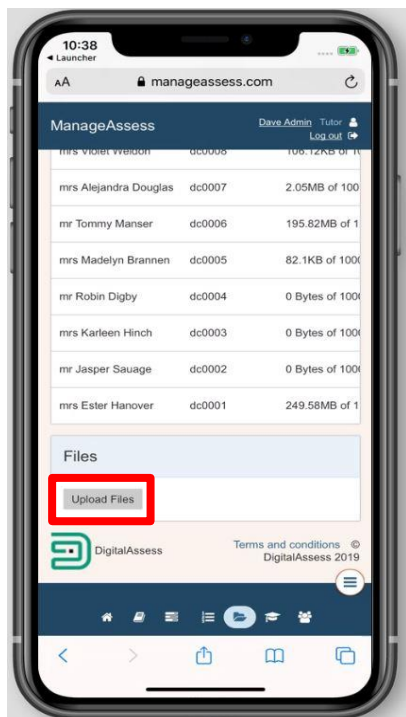 10:38
◀ Launcher
AA manageassess.com
ManageAssess Dave Admin Tutor
Log out
mrs Violet Weldon dc0008 106.12KB of 10
mrs Alejandra Douglas dc0007 2.05MB of 100
mr Tommy Manser dc0006 195.82MB of 1
mrs Madelyn Brannen dc0005 82.1KB of 100
mr Robin Digby dc0004 0 Bytes of 100
mrs Karleen Hinch dc0003 0 Bytes of 100
mr Jasper Sauage dc0002 0 Bytes of 100
mrs Ester Hanover dc0001 249.58MB of 1
Files
Upload Files
DigitalAssess Terms and conditions ©
DigitalAssess 2019